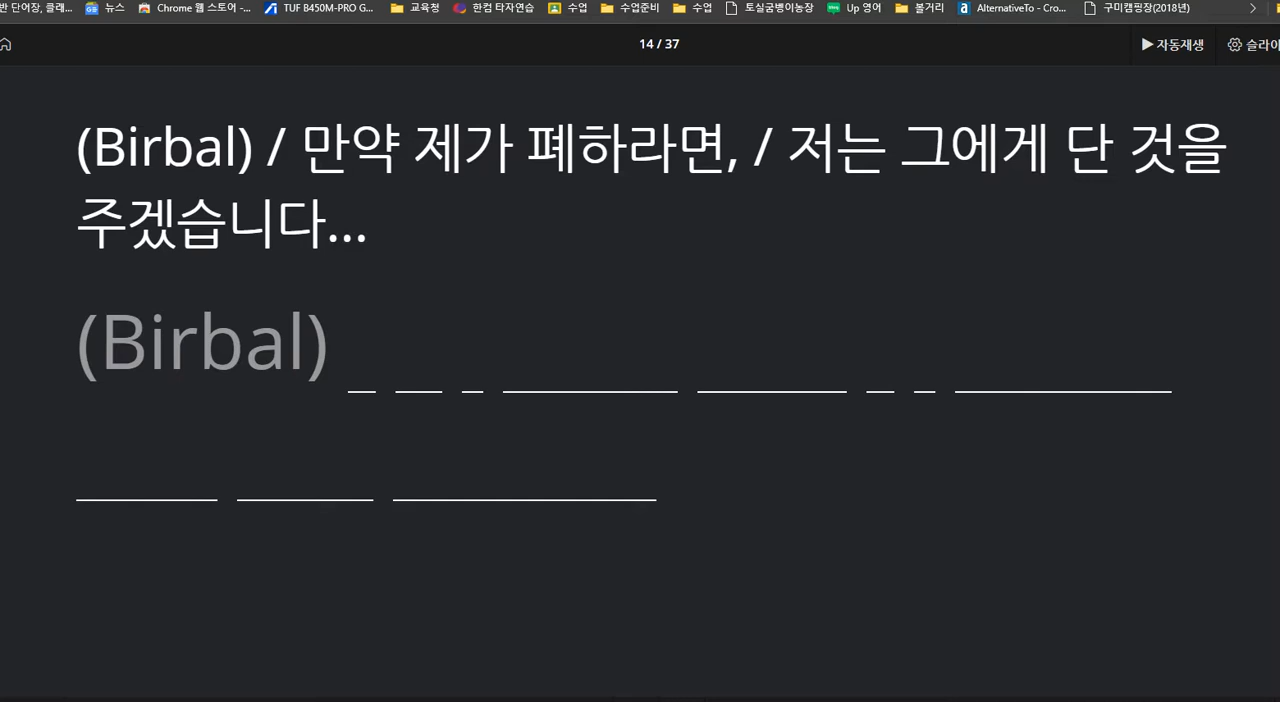 반 단어장, 클래... 뉴스 Chrome 웹 스토어 -... TUF B450M-PRO G... 교육청 한컴 타자연습 수업 수업준비 수업 토실굼벵이농장 Up 영어 볼거리 AlternativeTo - Cro... 구미캠핑장(2018년)
14 / 37 자동재생 슬라이
(Birbal) / 만약 제가 폐하라면, / 저는 그에게 단 것을
주겠습니다...
(Birbal)